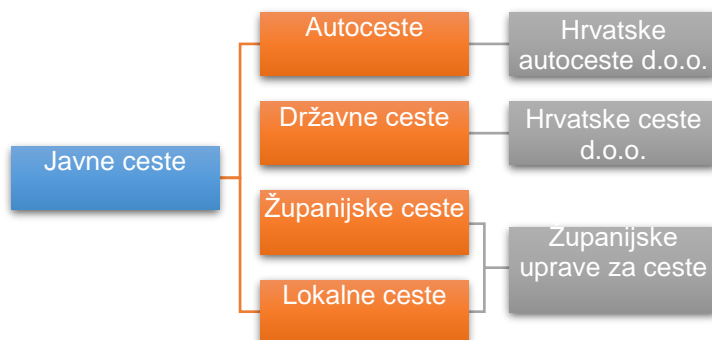 Javne ceste
Autoceste
Hrvatske
autoceste d.o.o.
Državne ceste
Hrvatske ceste
d.o.o.
Županijske ceste
Lokalne ceste
Županijske
uprave za ceste